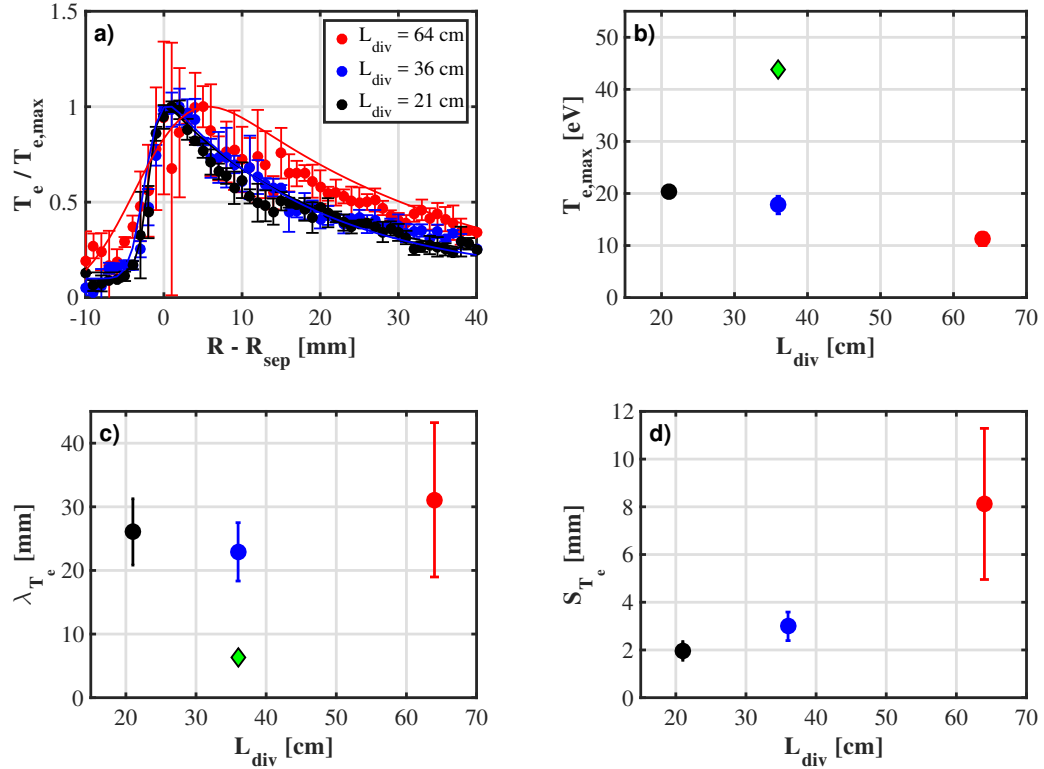 a)
L_div = 64 cm
L_div = 36 cm
L_div = 21 cm
T_e / T_e,max
1
0.5
0
-10 0 10 20 30 40
R - R_sep [mm]
b)
T_e,max [eV]
50
40
30
20
10
0
20 30 40 50 60 70
L_div [cm]
c)
λ_T_e [mm]
40
30
20
10
0
20 30 40 50 60 70
L_div [cm]
d)
S_T_e [mm]
12
10
8
6
4
2
0
20 30 40 50 60 70
L_div [cm]